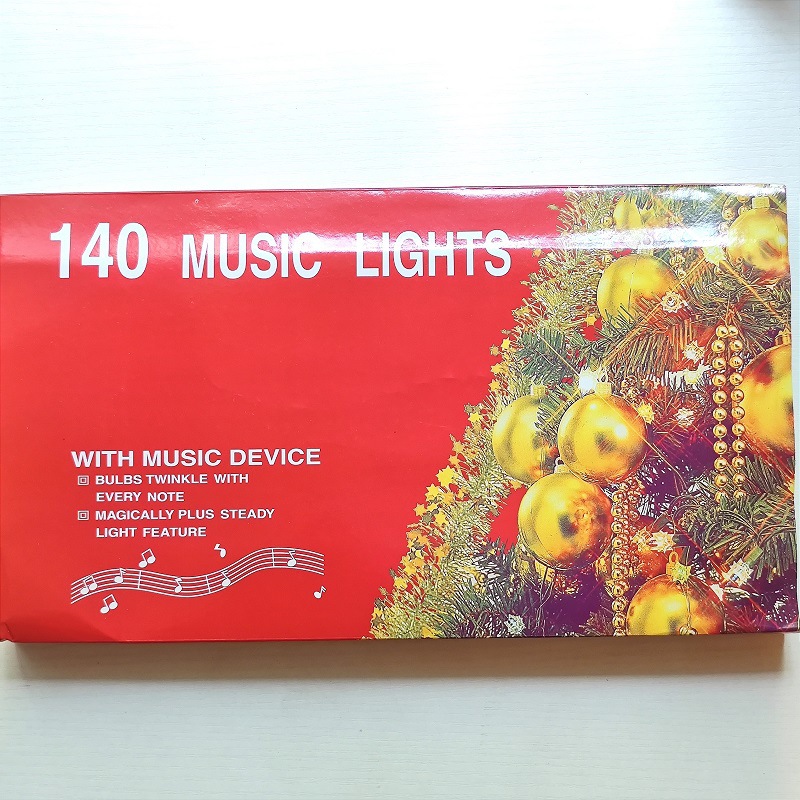 140 MUSIC LIGHTS
WITH MUSIC DEVICE
BULBS TWINKLE WITH
EVERY NOTE
MAGICALLY PLUS STEADY
LIGHT FEATURE